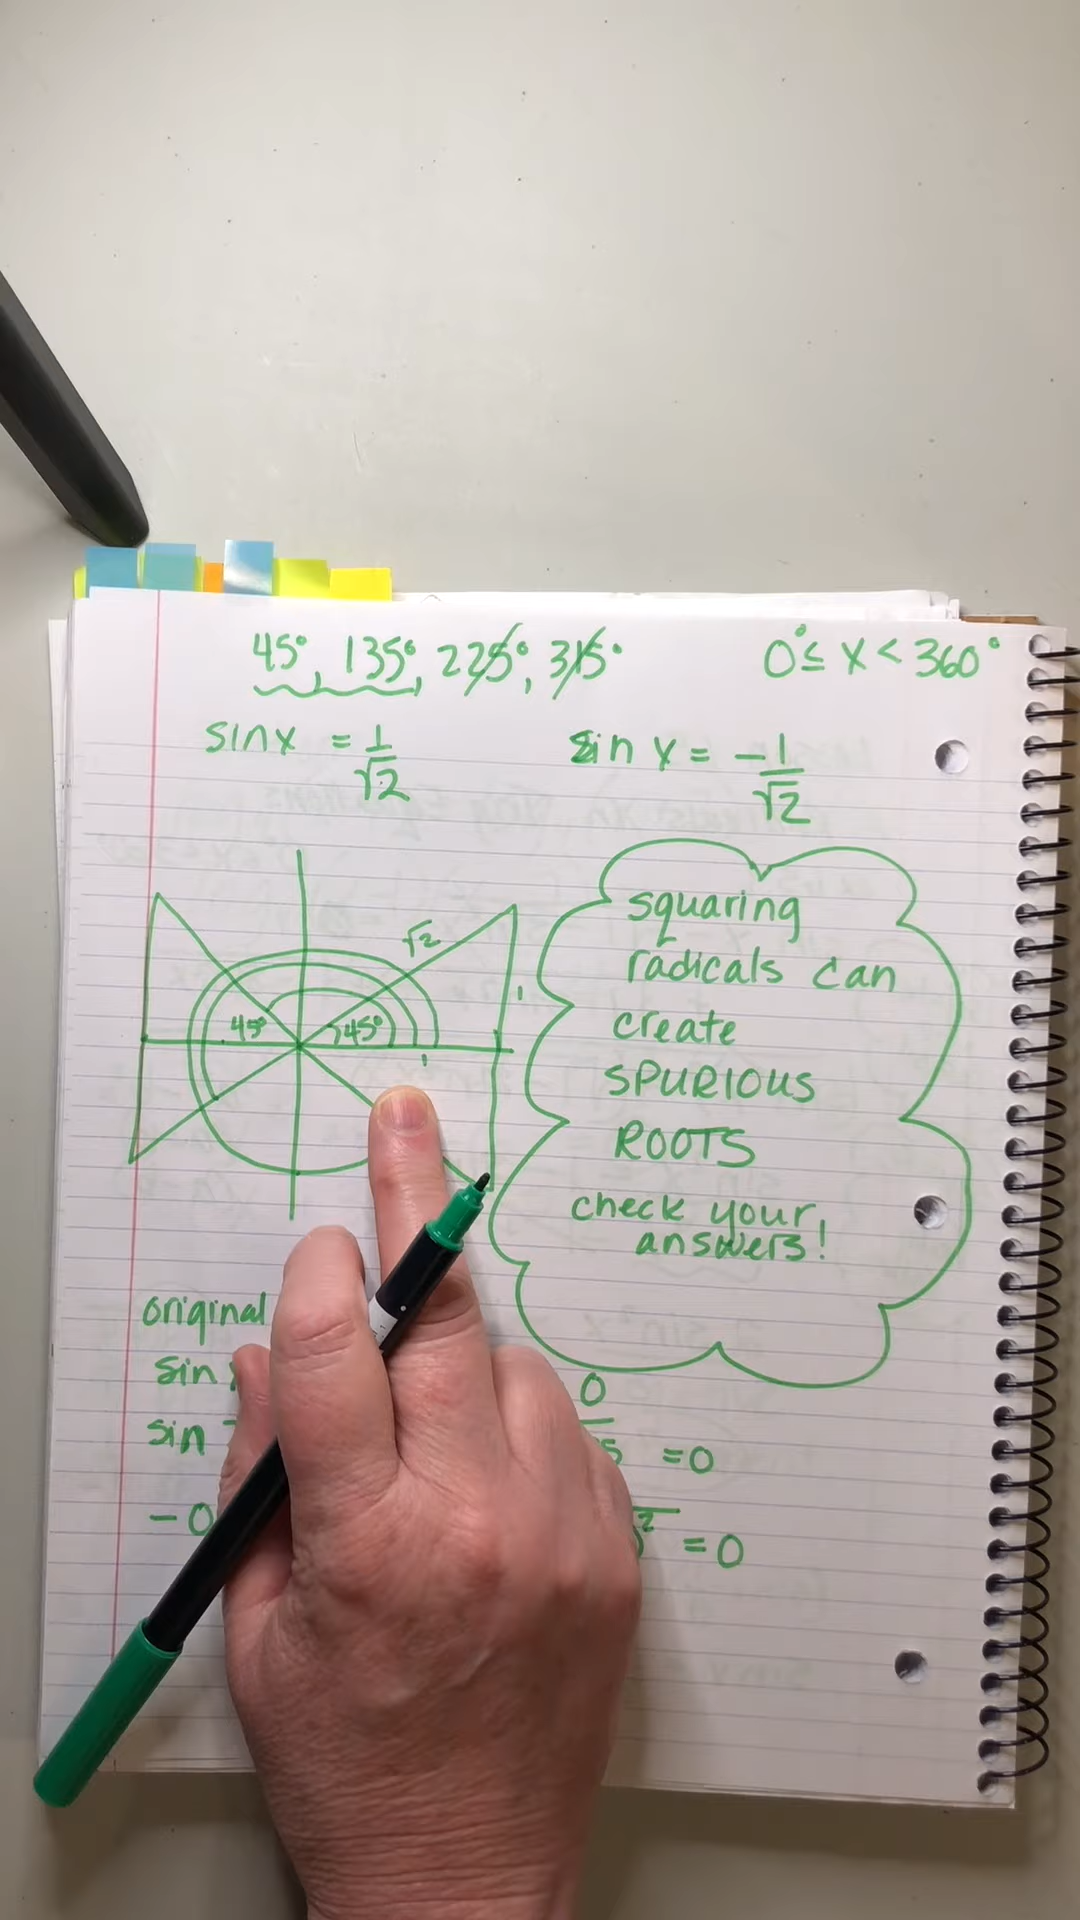 45°, 135°, 225°, 315° 0° ≤ x < 360°
sin x = 1/√2 sin x = -1/√2
squaring
radicals can
create
SPURIOUS
ROOTS
check your
answers!
√2
1
45° 45°
1
original
sin
0
sin = 0
- 0 2 = 0